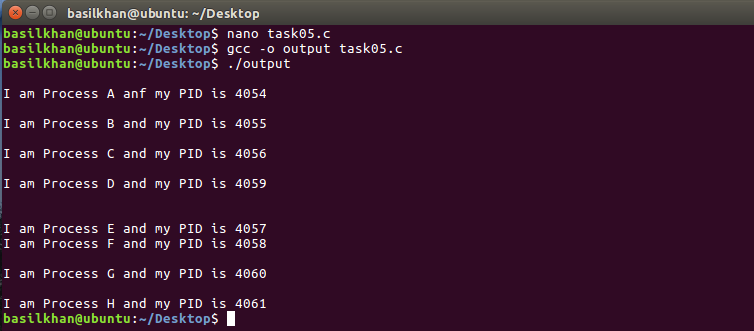 basilkhan@ubuntu: ~/Desktop
basilkhan@ubuntu:~/Desktop$ nano task05.c
basilkhan@ubuntu:~/Desktop$ gcc -o output task05.c
basilkhan@ubuntu:~/Desktop$ ./output
I am Process A anf my PID is 4054
I am Process B and my PID is 4055
I am Process C and my PID is 4056
I am Process D and my PID is 4059
I am Process E and my PID is 4057
I am Process F and my PID is 4058
I am Process G and my PID is 4060
I am Process H and my PID is 4061
basilkhan@ubuntu:~/Desktop$